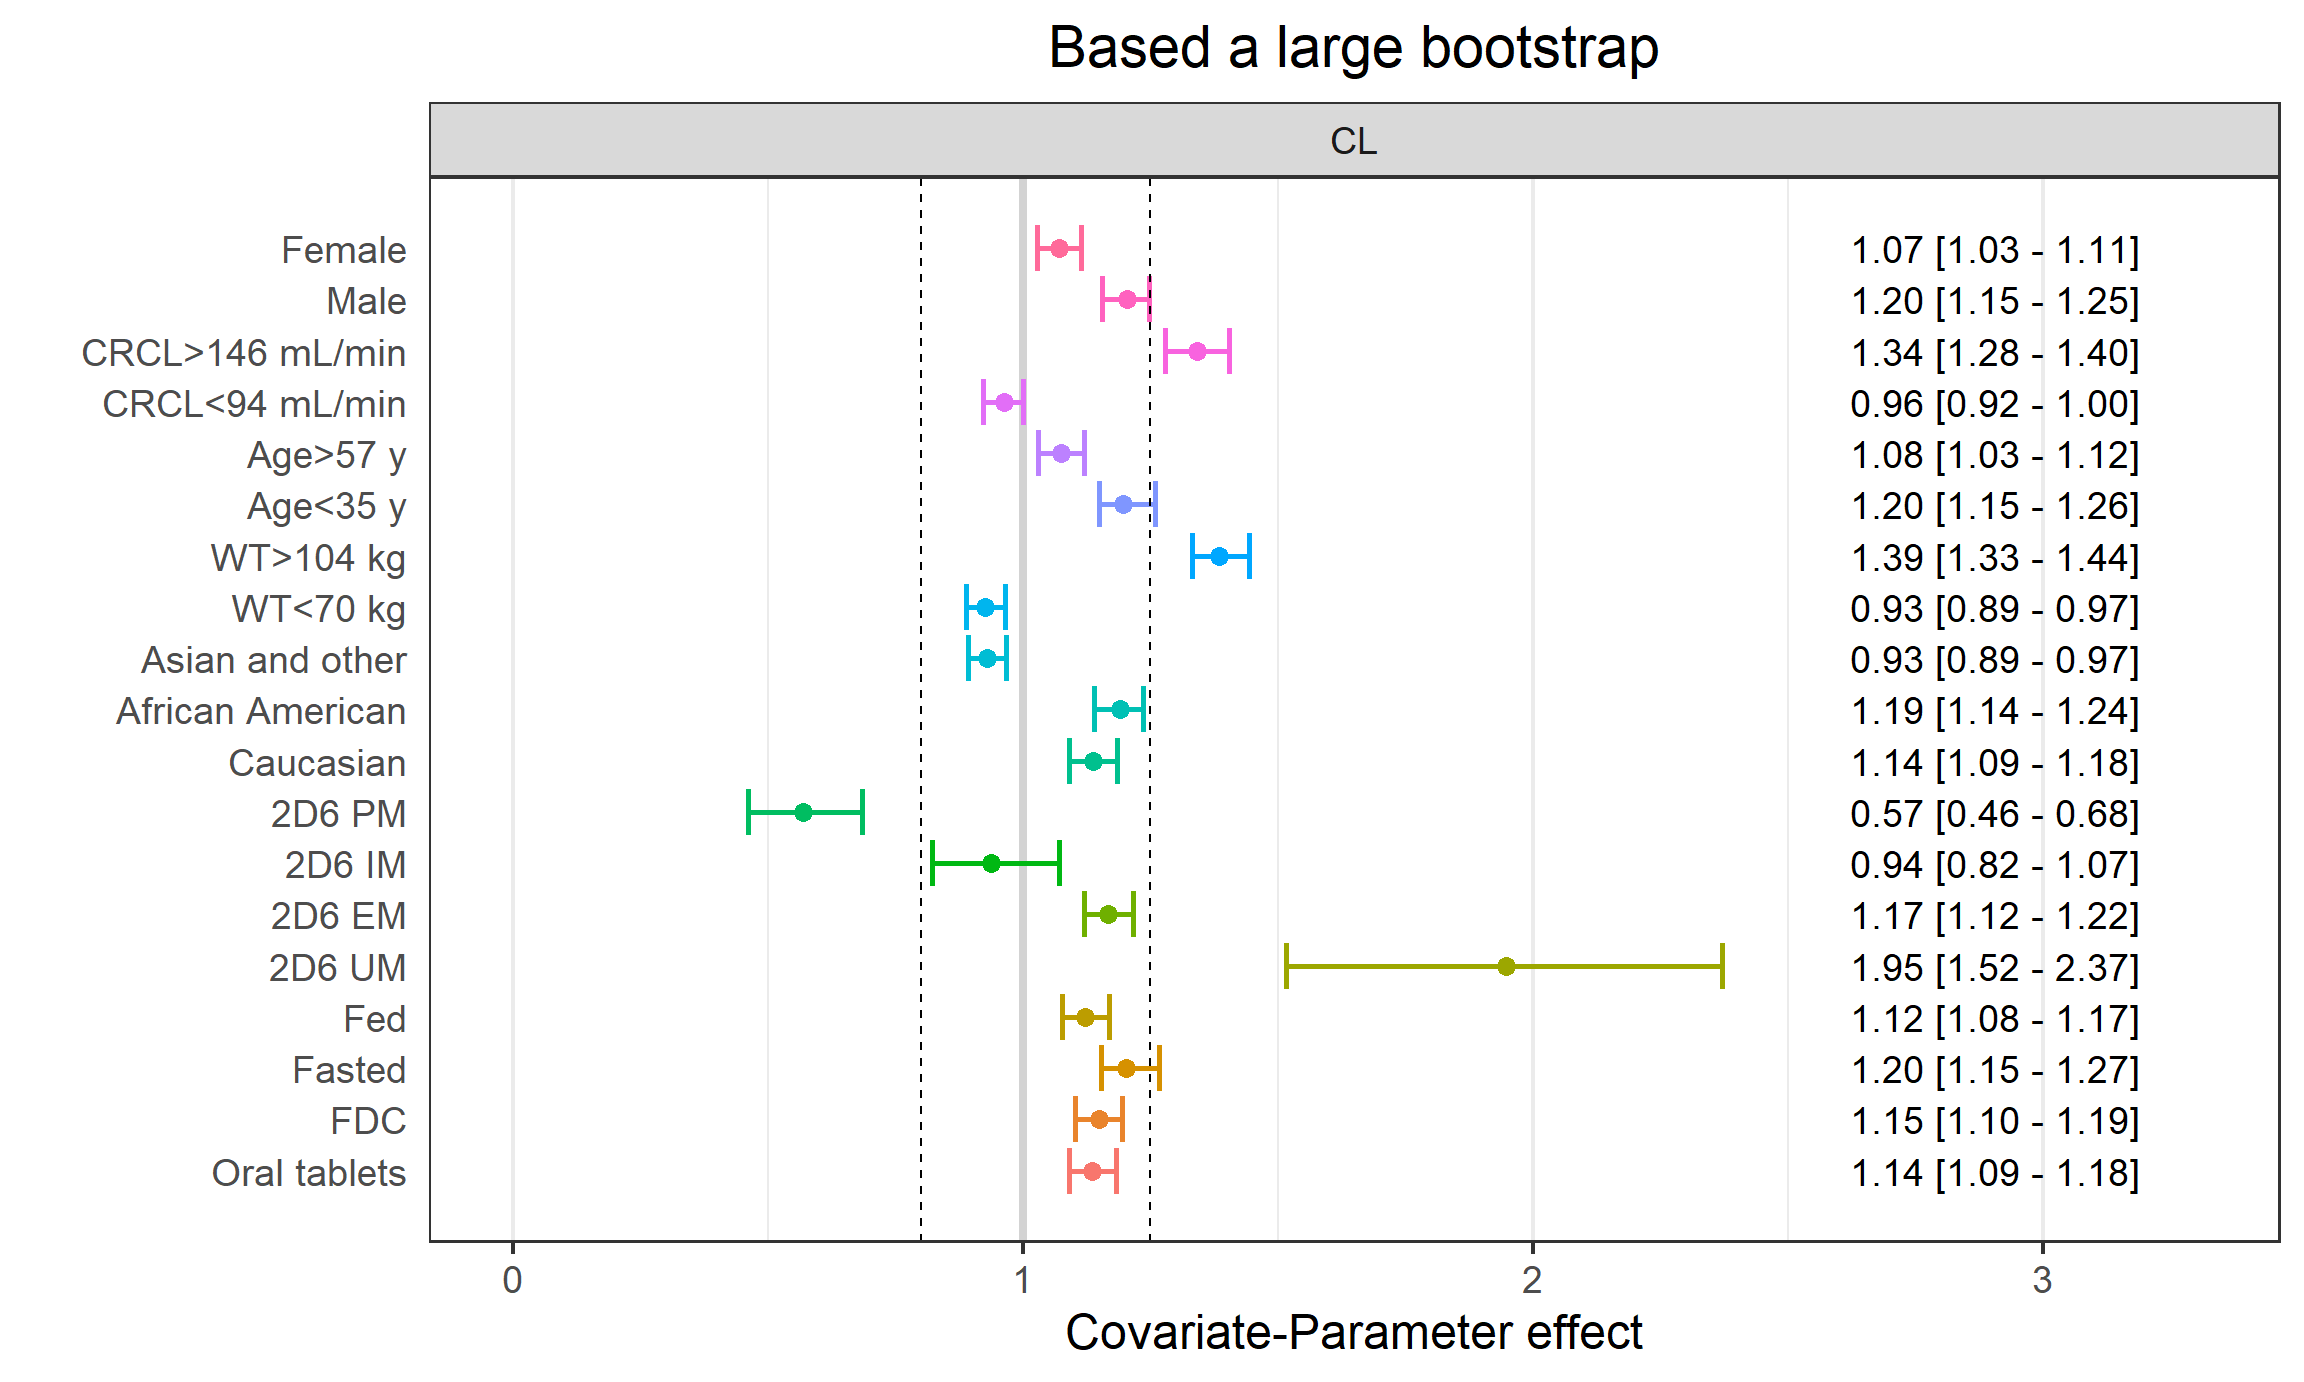 Based a large bootstrap
CL
Female 1.07 [1.03 - 1.11]
Male 1.20 [1.15 - 1.25]
CRCL>146 mL/min 1.34 [1.28 - 1.40]
CRCL<94 mL/min 0.96 [0.92 - 1.00]
Age>57 y 1.08 [1.03 - 1.12]
Age<35 y 1.20 [1.15 - 1.26]
WT>104 kg 1.39 [1.33 - 1.44]
WT<70 kg 0.93 [0.89 - 0.97]
Asian and other 0.93 [0.89 - 0.97]
African American 1.19 [1.14 - 1.24]
Caucasian 1.14 [1.09 - 1.18]
2D6 PM 0.57 [0.46 - 0.68]
2D6 IM 0.94 [0.82 - 1.07]
2D6 EM 1.17 [1.12 - 1.22]
2D6 UM 1.95 [1.52 - 2.37]
Fed 1.12 [1.08 - 1.17]
Fasted 1.20 [1.15 - 1.27]
FDC 1.15 [1.10 - 1.19]
Oral tablets 1.14 [1.09 - 1.18]
0 1 2 3
Covariate-Parameter effect